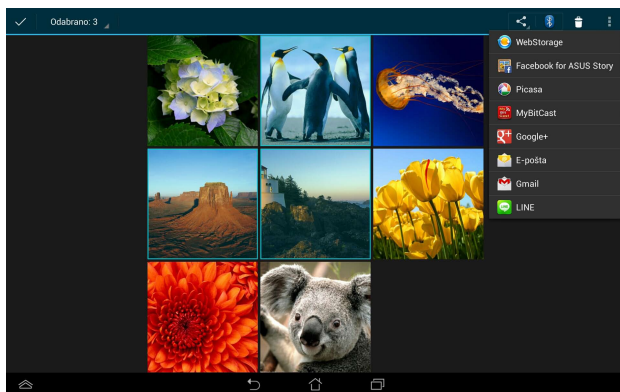 Odabrano: 3
WebStorage
Facebook for ASUS Story
Picasa
MyBitCast
Google+
E-pošta
Gmail
LINE